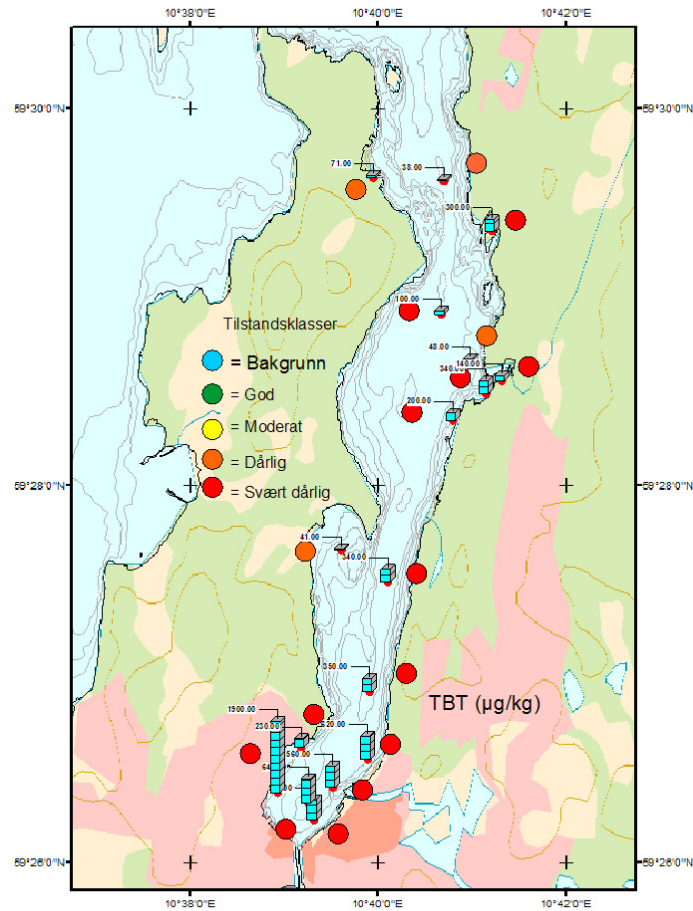 10°38'0"E 10°40'0"E 10°42'0"E
59°30'0"N 59°30'0"N
71.00 38.00
300.00
100.00
Tilstandsklasser
48.00
140.00
= Bakgrunn
340.00
= God
200.00
= Moderat
= Dårlig
59°28'0"N 59°28'0"N
= Svært dårlig
41.00
340.00
350.00
TBT (µg/kg)
1900.00
230.00
520.00
560.00
59°26'0"N 59°26'0"N
10°38'0"E 10°40'0"E 10°42'0"E